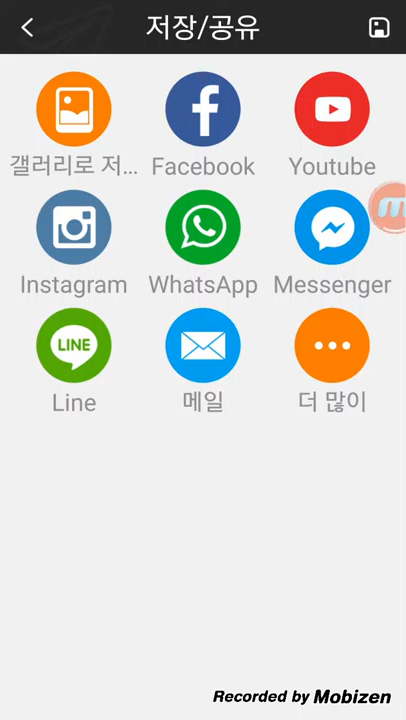 저장/공유
갤러리로 저...
Facebook
Youtube
Instagram
WhatsApp
Messenger
LINE
Line
메일
더 많이
Recorded by Mobizen